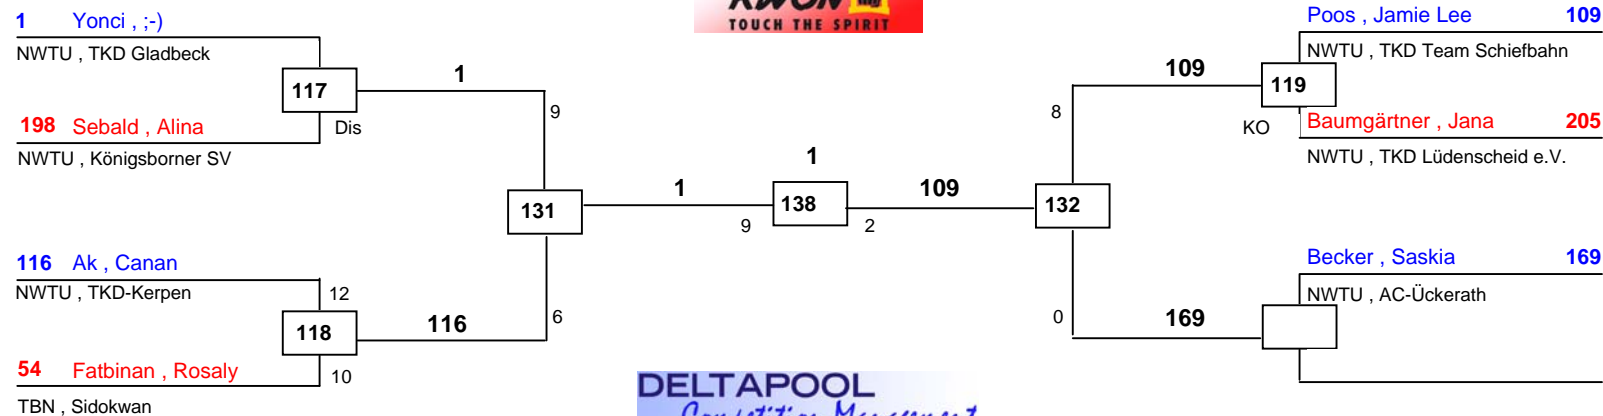 KWON
TOUCH THE SPIRIT
1 Yonci , ;-)
NWTU , TKD Gladbeck
117
1
9
198 Sebald , Alina
Dis
NWTU , Königsborner SV
131
1
9
1
138
2
109
132
116 Ak , Canan
NWTU , TKD-Kerpen
12
118
116
6
54 Fatbinan , Rosaly
10
TBN , Sidokwan
Poos , Jamie Lee 109
NWTU , TKD Team Schiefbahn
109
119
8
KO
Baumgärtner , Jana 205
NWTU , TKD Lüdenscheid e.V.
Becker , Saskia 169
NWTU , AC-Ückerath
0
169
DELTAPOOL
Competition Management